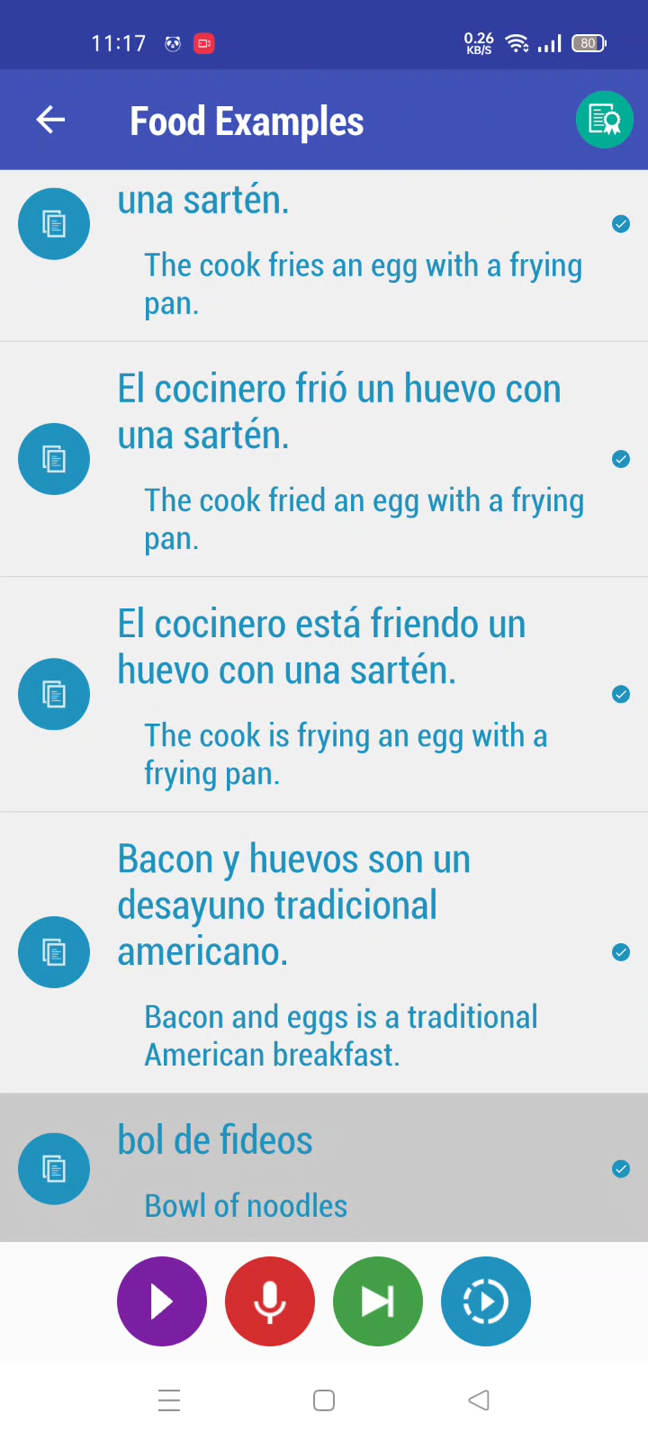 11:17
0.26
KB/S
80
Food Examples
una sartén.
The cook fries an egg with a frying
pan.
El cocinero frió un huevo con
una sartén.
The cook fried an egg with a frying
pan.
El cocinero está friendo un
huevo con una sartén.
The cook is frying an egg with a
frying pan.
Bacon y huevos son un
desayuno tradicional
americano.
Bacon and eggs is a traditional
American breakfast.
bol de fideos
Bowl of noodles